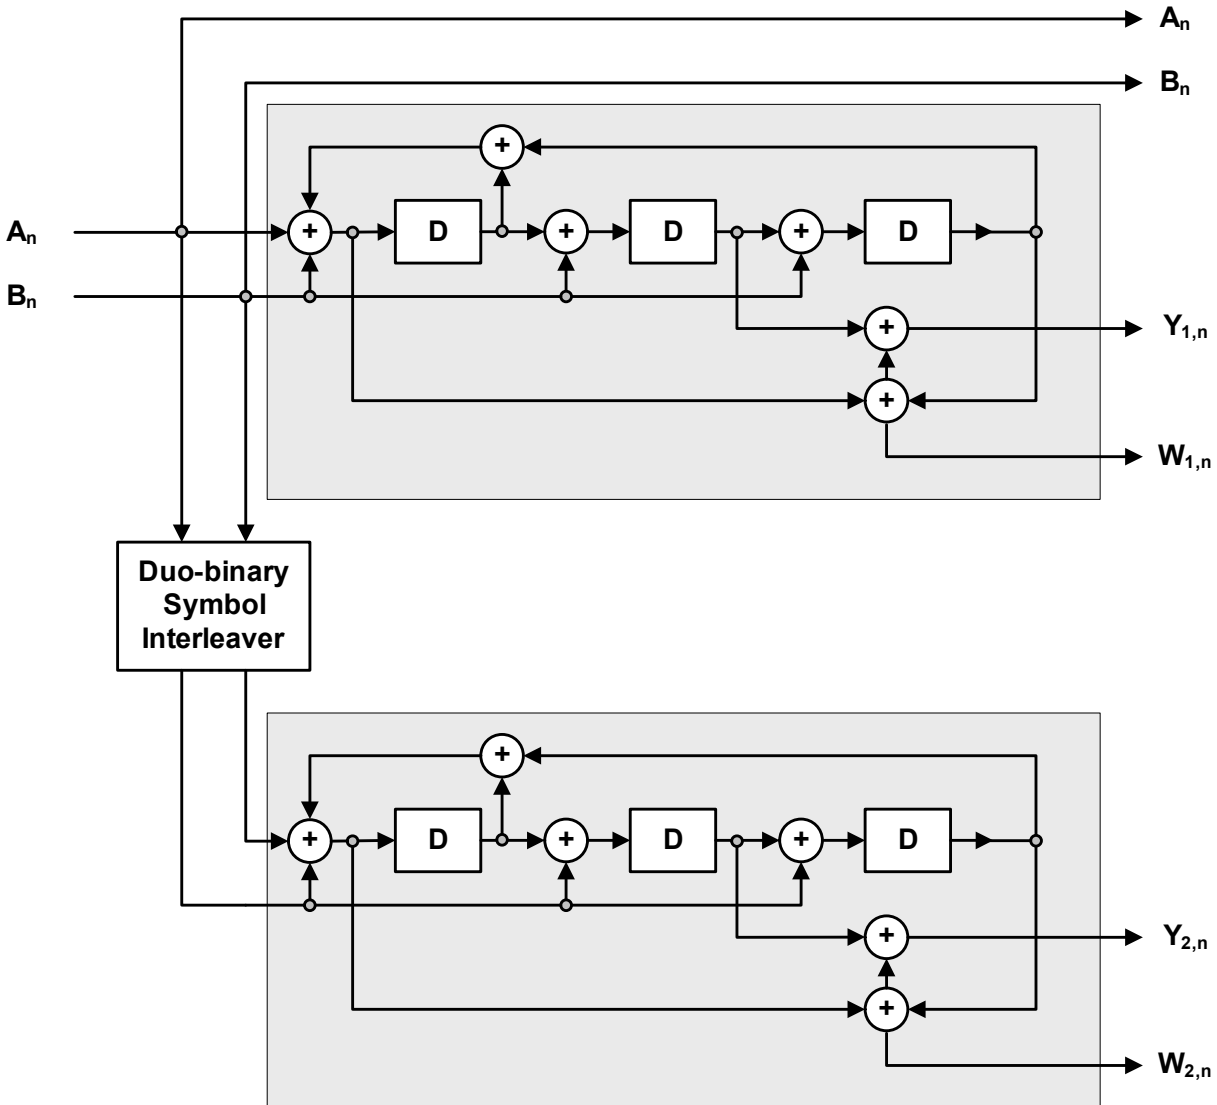 Aₙ
Bₙ
+
Aₙ
+
D
+
D
+
D
Bₙ
+
Y₁,ₙ
+
W₁,ₙ
Duo-binary
Symbol
Interleaver
+
+
D
+
D
+
D
+
Y₂,ₙ
+
W₂,ₙ